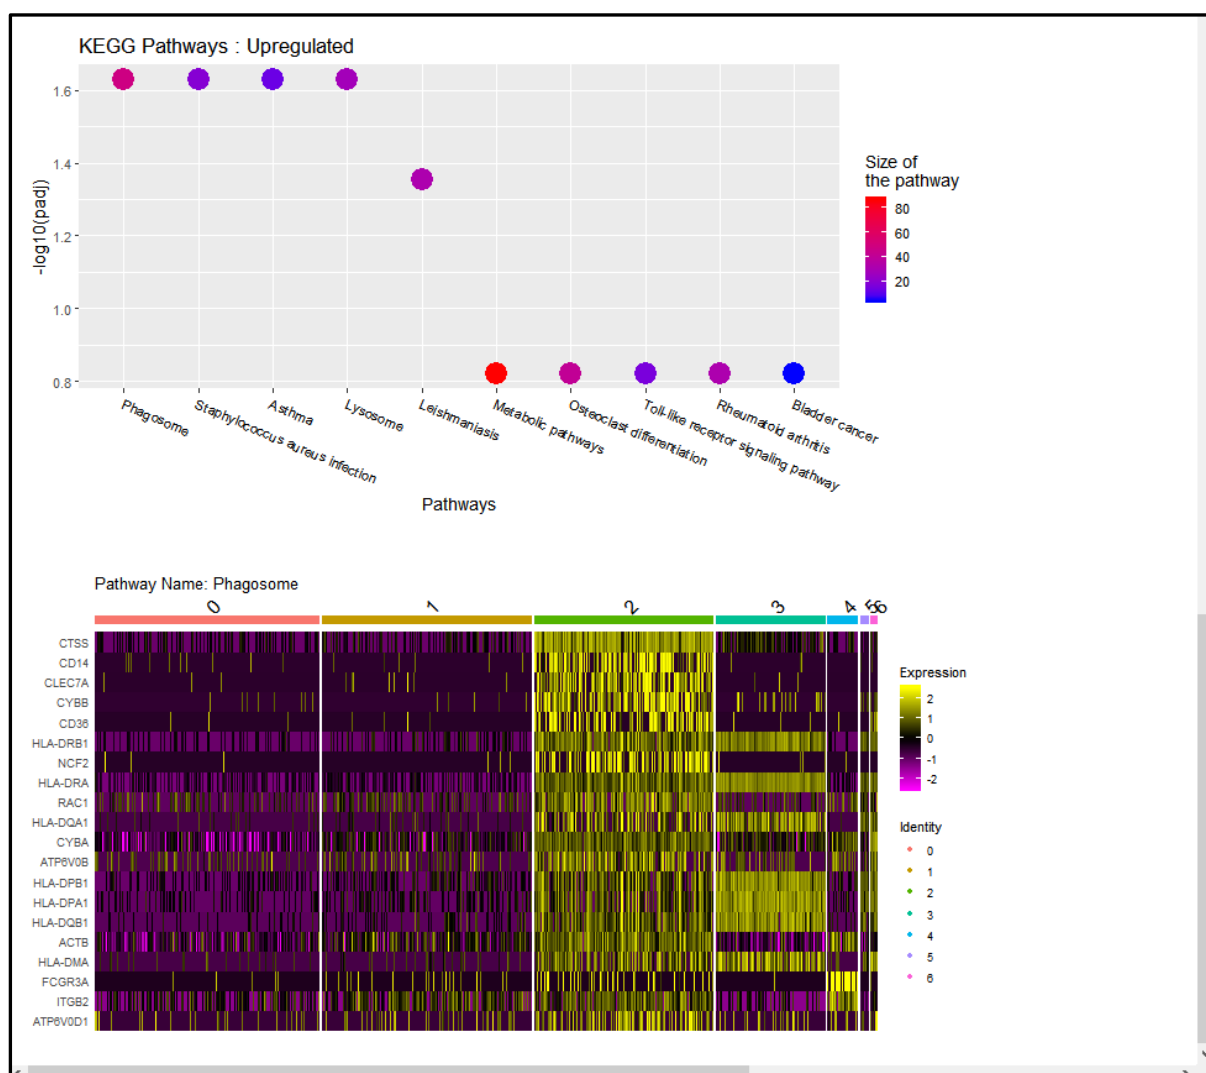 KEGG Pathways : Upregulated
1.6
1.4
1.2
1.0
0.8
-log10(padj)
Phagosome
Staphylococcus aureus infection
Asthma
Lysosome
Leishmaniasis
Metabolic pathways
Osteoclast differentiation
Toll-like receptor signaling pathway
Rheumatoid arthritis
Bladder cancer
Pathways
Size of
the pathway
80
60
40
20
Pathway Name: Phagosome
0
1
2
3
4
5
6
CTSS
CD14
CLEC7A
CYBB
CD36
HLA-DRB1
NCF2
HLA-DRA
RAC1
HLA-DQA1
CYBA
ATP6V0B
HLA-DPB1
HLA-DPA1
HLA-DQB1
ACTB
HLA-DMA
FCGR3A
ITGB2
ATP6V0D1
Expression
2
1
0
-1
-2
Identity
0
1
2
3
4
5
6